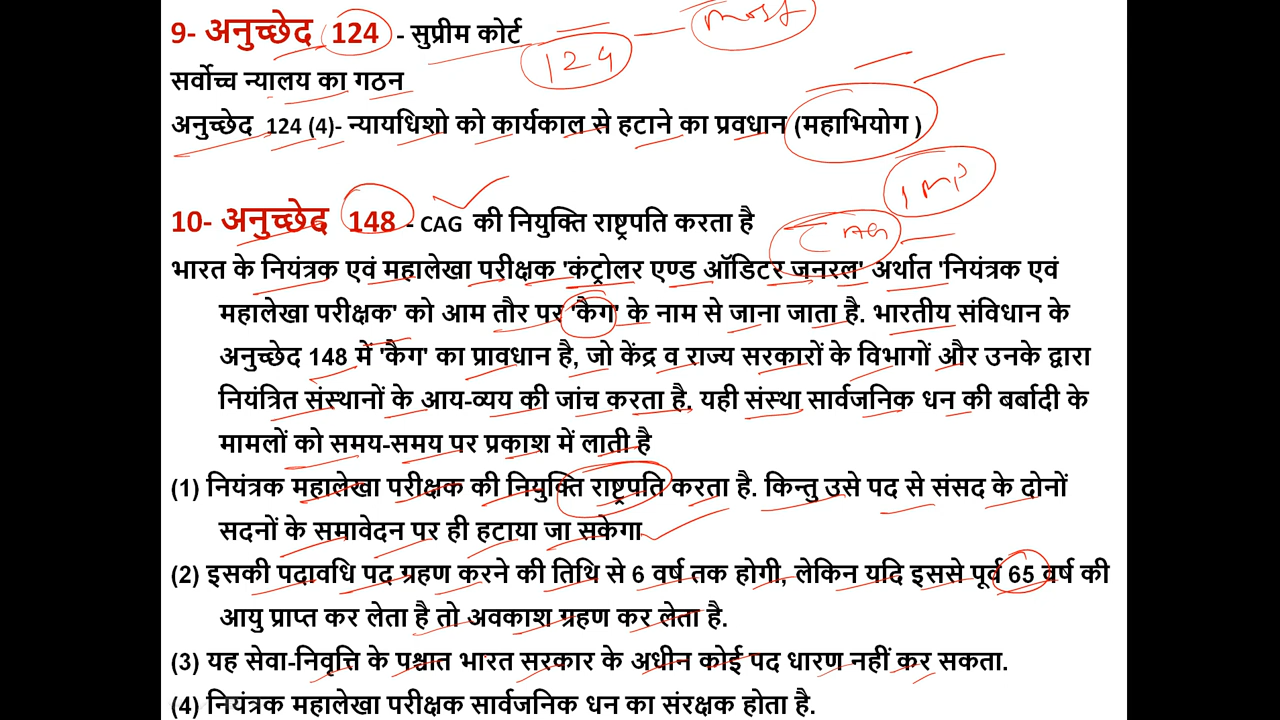 9- अनुच्छेद 124 - सुप्रीम कोर्ट
124 most
सर्वोच्च न्यालय का गठन
अनुच्छेद 124 (4)- न्यायधिशो को कार्यकाल से हटाने का प्रवधान (महाभियोग )
IMP
10- अनुच्छेद 148 - CAG की नियुक्ति राष्ट्रपति करता है
CAG
भारत के नियंत्रक एवं महालेखा परीक्षक 'कंट्रोलर एण्ड ऑडिटर जनरल' अर्थात 'नियंत्रक एवं
महालेखा परीक्षक' को आम तौर पर 'कैग' के नाम से जाना जाता है. भारतीय संविधान के
अनुच्छेद 148 में 'कैग' का प्रावधान है, जो केंद्र व राज्य सरकारों के विभागों और उनके द्वारा
नियंत्रित संस्थानों के आय-व्यय की जांच करता है. यही संस्था सार्वजनिक धन की बर्बादी के
मामलों को समय-समय पर प्रकाश में लाती है
(1) नियंत्रक महालेखा परीक्षक की नियुक्ति राष्ट्रपति करता है. किन्तु उसे पद से संसद के दोनों
सदनों के समावेदन पर ही हटाया जा सकेगा
(2) इसकी पदावधि पद ग्रहण करने की तिथि से 6 वर्ष तक होगी, लेकिन यदि इससे पूर्व 65 वर्ष की
आयु प्राप्त कर लेता है तो अवकाश ग्रहण कर लेता है.
(3) यह सेवा-निवृत्ति के पश्चात भारत सरकार के अधीन कोई पद धारण नहीं कर सकता.
(4) नियंत्रक महालेखा परीक्षक सार्वजनिक धन का संरक्षक होता है.